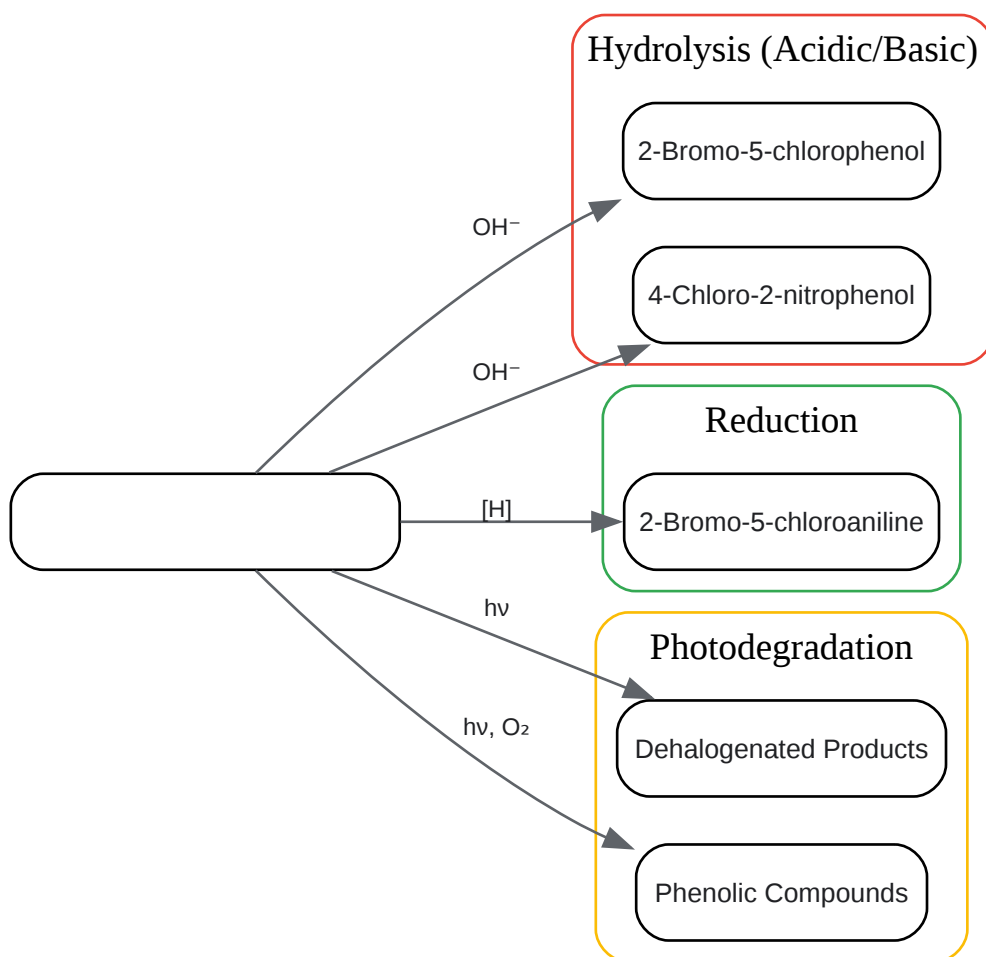 Hydrolysis (Acidic/Basic)
2-Bromo-5-chlorophenol
OH⁻
4-Chloro-2-nitrophenol
OH⁻
Reduction
[H]
2-Bromo-5-chloroaniline
hν
Photodegradation
hν, O₂
Dehalogenated Products
Phenolic Compounds